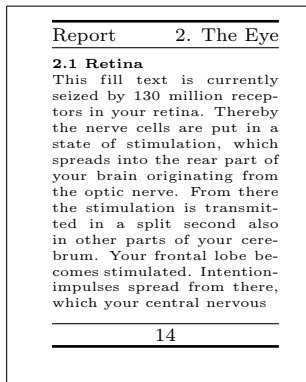 Report 2. The Eye
2.1 Retina
This fill text is currently
seized by 130 million recep-
tors in your retina. Thereby
the nerve cells are put in a
state of stimulation, which
spreads into the rear part of
your brain originating from
the optic nerve. From there
the stimulation is transmit-
ted in a split second also
in other parts of your cere-
brum. Your frontal lobe be-
comes stimulated. Intention-
impulses spread from there,
which your central nervous
14